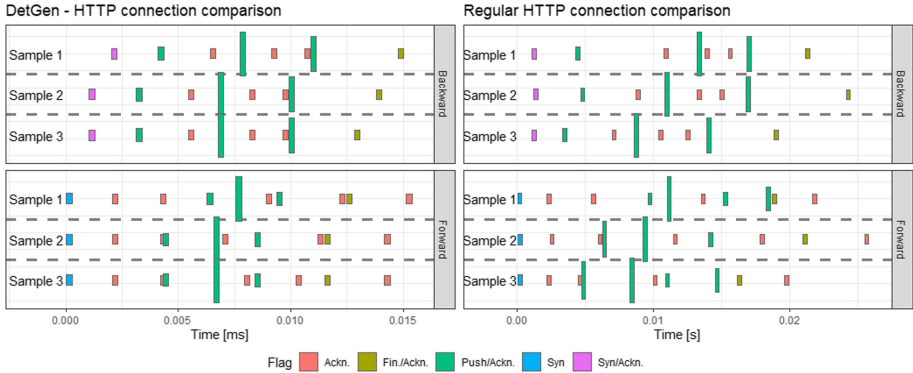 DetGen - HTTP connection comparison
Regular HTTP connection comparison
Sample 1
Sample 2
Sample 3
Backward
Sample 1
Sample 2
Sample 3
Backward
Sample 1
Sample 2
Sample 3
Forward
Sample 1
Sample 2
Sample 3
Forward
0.000 0.005 0.010 0.015
0.00 0.01 0.02
Time [ms]
Time [s]
Flag Ackn. Fin./Ackn. Push/Ackn. Syn Syn/Ackn.